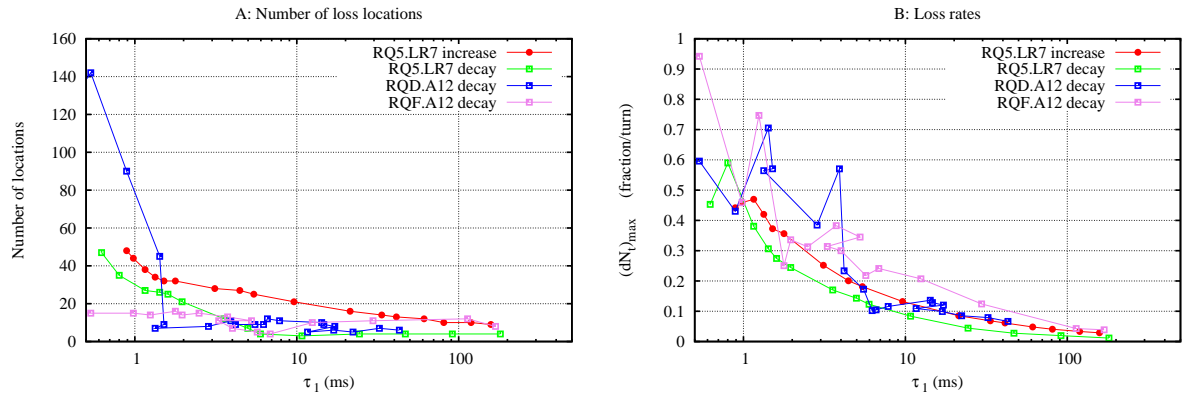 A: Number of loss locations
160
140
120
100
80
60
40
20
0
1
10
100
Number of locations
τ1 (ms)
RQ5.LR7 increase
RQ5.LR7 decay
RQD.A12 decay
RQF.A12 decay
B: Loss rates
1
0.9
0.8
0.7
0.6
0.5
0.4
0.3
0.2
0.1
0
1
10
100
(dNt)max (fraction/turn)
τ1 (ms)
RQ5.LR7 increase
RQ5.LR7 decay
RQD.A12 decay
RQF.A12 decay